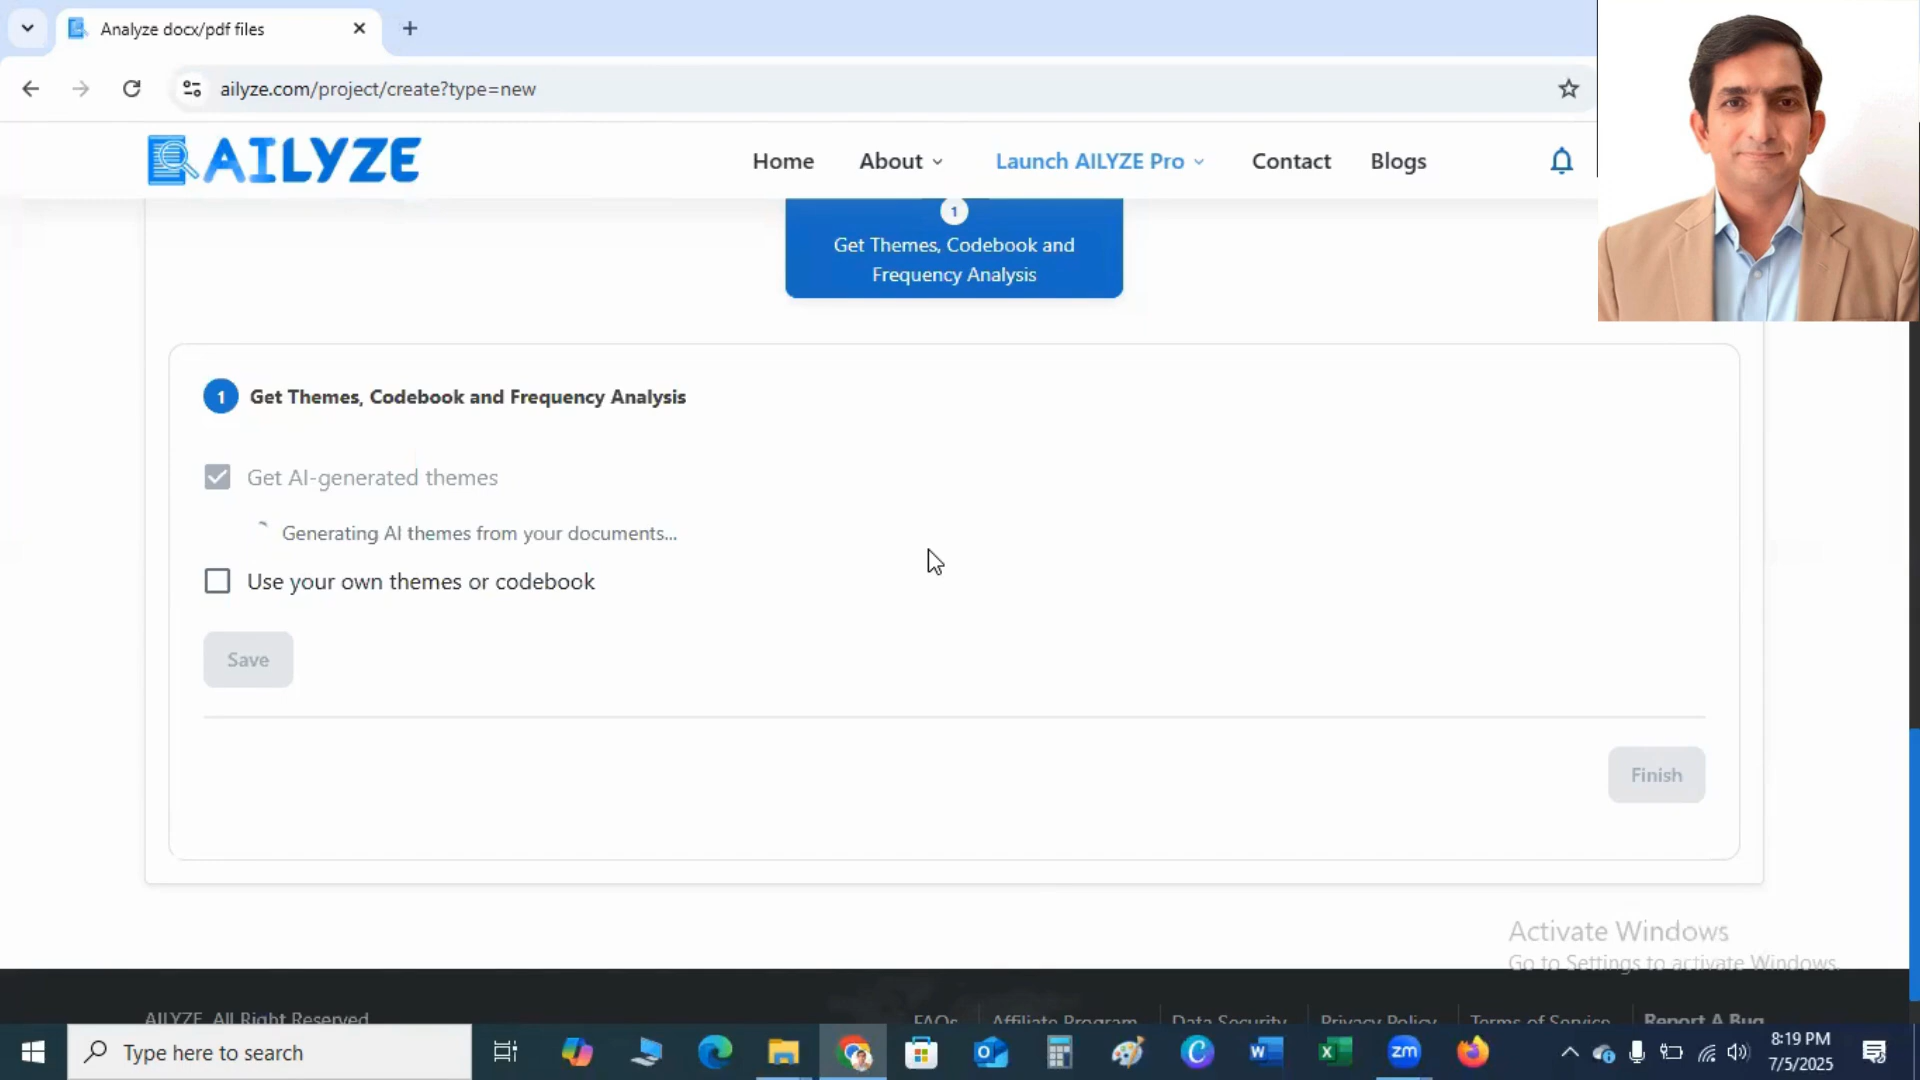 Analyze docx/pdf files
ailyze.com/project/create?type=new
AILYZE
Home About Launch AILYZE Pro Contact Blogs
1
Get Themes, Codebook and
Frequency Analysis
1 Get Themes, Codebook and Frequency Analysis
Get AI-generated themes
Generating AI themes from your documents...
Use your own themes or codebook
Save
Finish
Activate Windows
Go to Settings to activate Windows.
AILYZE. All Right Reserved
FAQs Affiliate Program Data Security Privacy Policy Terms of Service Report A Bug
Type here to search
zm
8:19 PM
7/5/2025